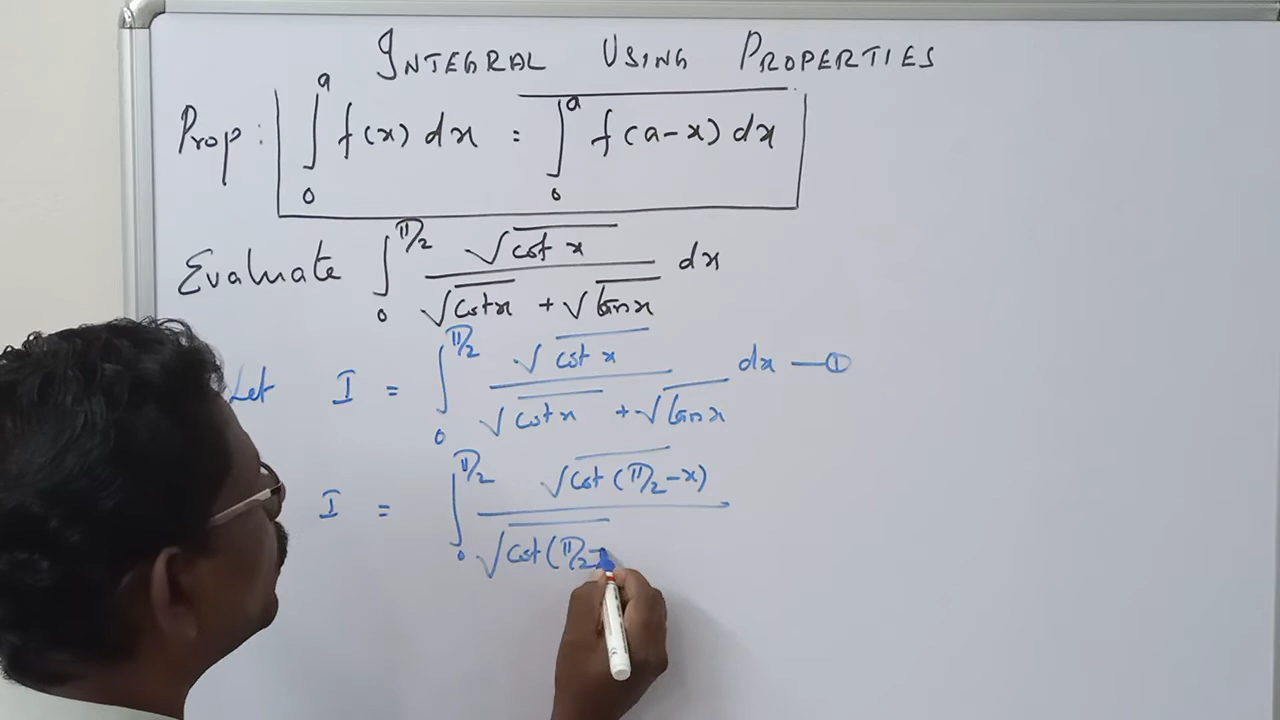 INTEGRAL USING PROPERTIES
Prop: ∫₀ᵃ f(x) dx = ∫₀ᵃ f(a-x) dx
Evaluate ∫₀^(π/2) √(cot x) / (√(cot x) + √(tan x)) dx
Let I = ∫₀^(π/2) √(cot x) / (√(cot x) + √(tan x)) dx — ①
I = ∫₀^(π/2) √(cot (π/2-x)) / √(cot (π/2-